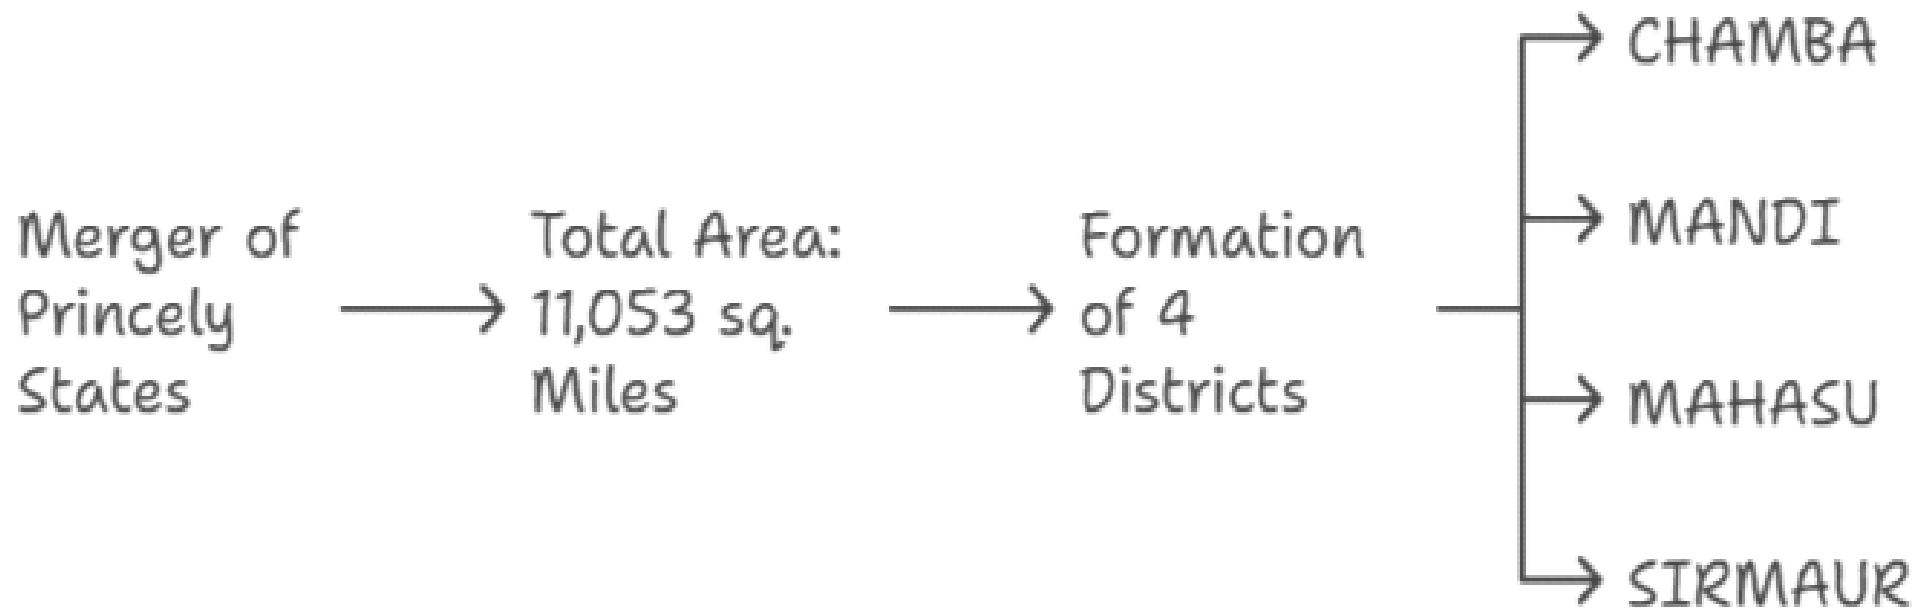 Merger of
Princely
States
Total Area:
11,053 sq.
Miles
Formation
of 4
Districts
CHAMBA
MANDI
MAHASU
SIRMAUR